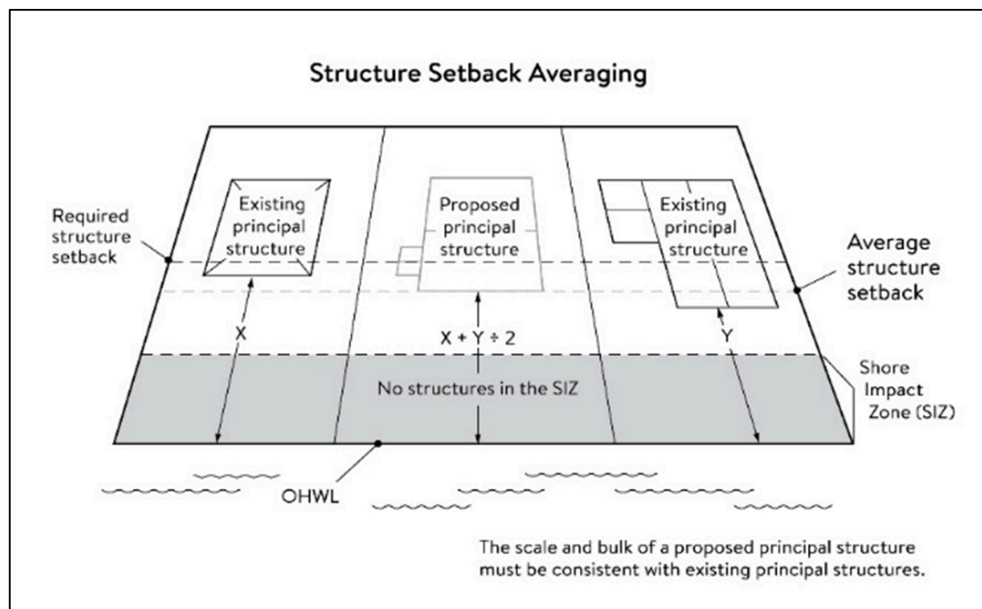 Structure Setback Averaging
Required
structure
setback
Existing
principal
structure
Proposed
principal
structure
Existing
principal
structure
Average
structure
setback
X
X + Y ÷ 2
Y
No structures in the SIZ
Shore
Impact
Zone (SIZ)
OHWL
The scale and bulk of a proposed principal structure
must be consistent with existing principal structures.